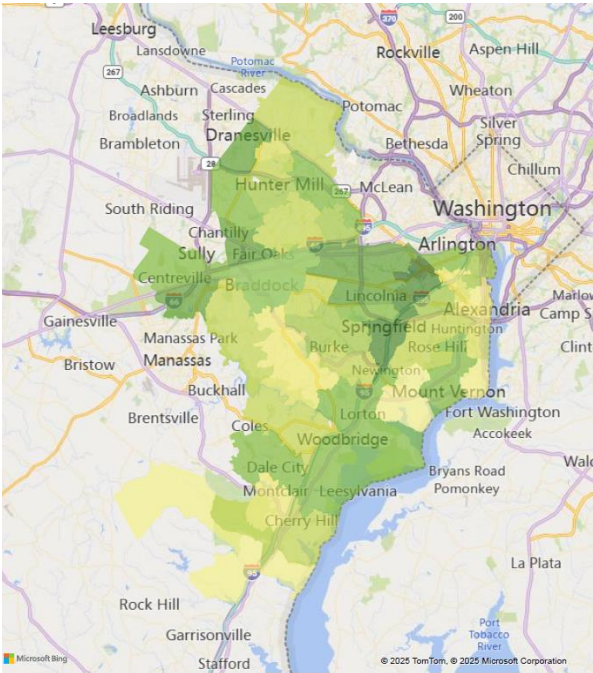 Leesburg
370
200
Lansdowne
Potomac
River
Rockville
Aspen Hill
267
Ashburn
Cascades
Wheaton
Potomac
Broadlands
Sterling
Silver
Spring
Brambleton
Dranesville
Bethesda
28
Chillum
Hunter Mill
267
McLean
South Riding
Washington
Chantilly
Arlington
Sully
Fair Oaks
Centreville
Braddock
66
Lincolnia
Alexandria
Marlow
Camp S
Gainesville
Springfield
Huntington
Manassas Park
Burke
Rose Hill
Clint
Manassas
Bristow
Newington
Buckhall
Mount Vernon
Brentsville
Lorton
Fort Washington
Coles
Accokeek
Woodbridge
Dale City
Bryans Road
Wald
Montclair
Leesylvania
Pomonkey
Cherry Hill
La Plata
95
Rock Hill
Garrisonville
Port
Tobacco
River
Stafford
Microsoft Bing
© 2025 TomTom, © 2025 Microsoft Corporation